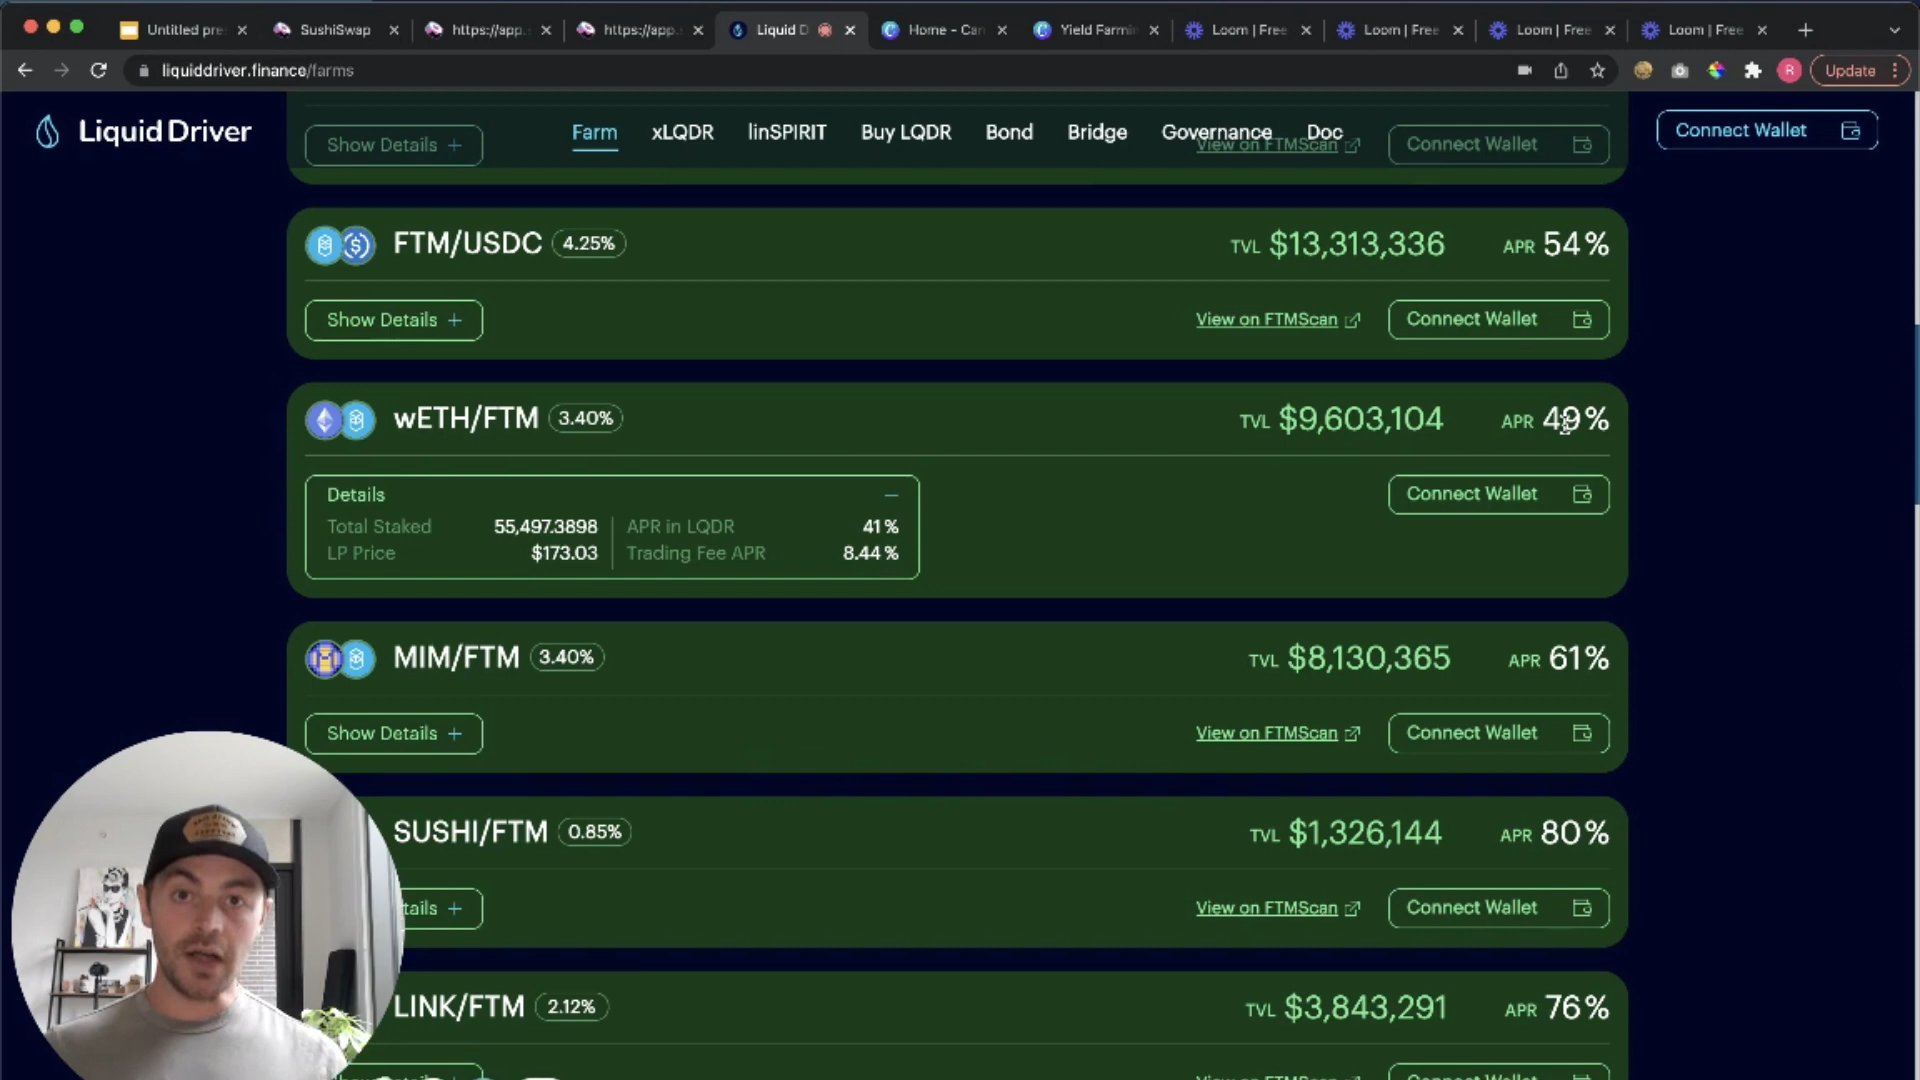 Untitled pre
SushiSwap
https://app.
https://app.
Liquid D
Home - Can
Yield Farmin
Loom | Free
Loom | Free
Loom | Free
Loom | Free
liquiddriver.finance/farms
R
Update
Liquid Driver
Farm
xLQDR
linSPIRIT
Buy LQDR
Bond
Bridge
Governance
Doc
Connect Wallet
Show Details +
View on FTMScan
Connect Wallet
FTM/USDC 4.25%
TVL $13,313,336
APR 54%
Show Details +
View on FTMScan
Connect Wallet
wETH/FTM 3.40%
TVL $9,603,104
APR 49%
Details
Total Staked 55,497.3898
APR in LQDR 41%
LP Price $173.03
Trading Fee APR 8.44%
Connect Wallet
MIM/FTM 3.40%
TVL $8,130,365
APR 61%
Show Details +
View on FTMScan
Connect Wallet
SUSHI/FTM 0.85%
TVL $1,326,144
APR 80%
tails +
View on FTMScan
Connect Wallet
LINK/FTM 2.12%
TVL $3,843,291
APR 76%